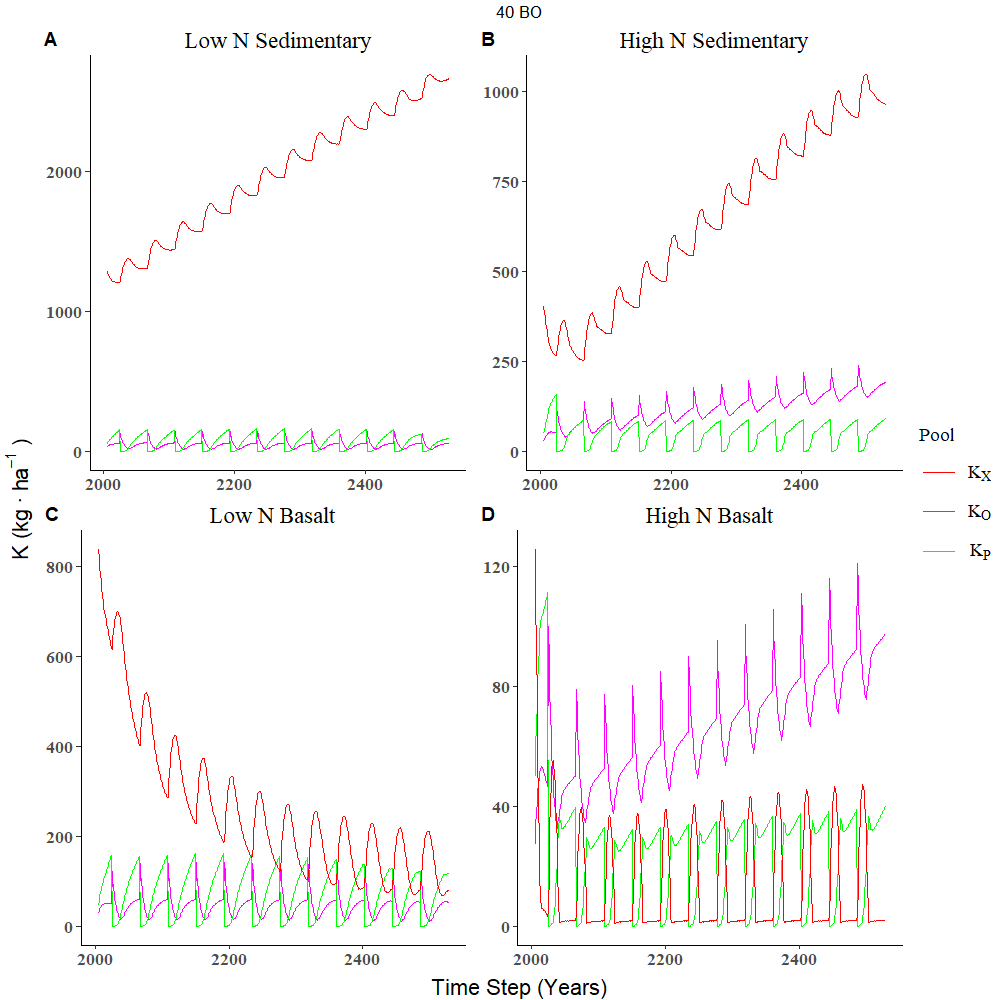 40 BO
A
Low N Sedimentary
B
High N Sedimentary
2000
1000
0
2000
2200
2400
1000
750
500
250
0
2000
2200
2400
C
Low N Basalt
D
High N Basalt
800
600
400
200
0
2000
2200
2400
120
80
40
0
2000
2200
2400
K (kg · ha⁻¹ )
Time Step (Years)
Pool
K_X
K_O
K_P